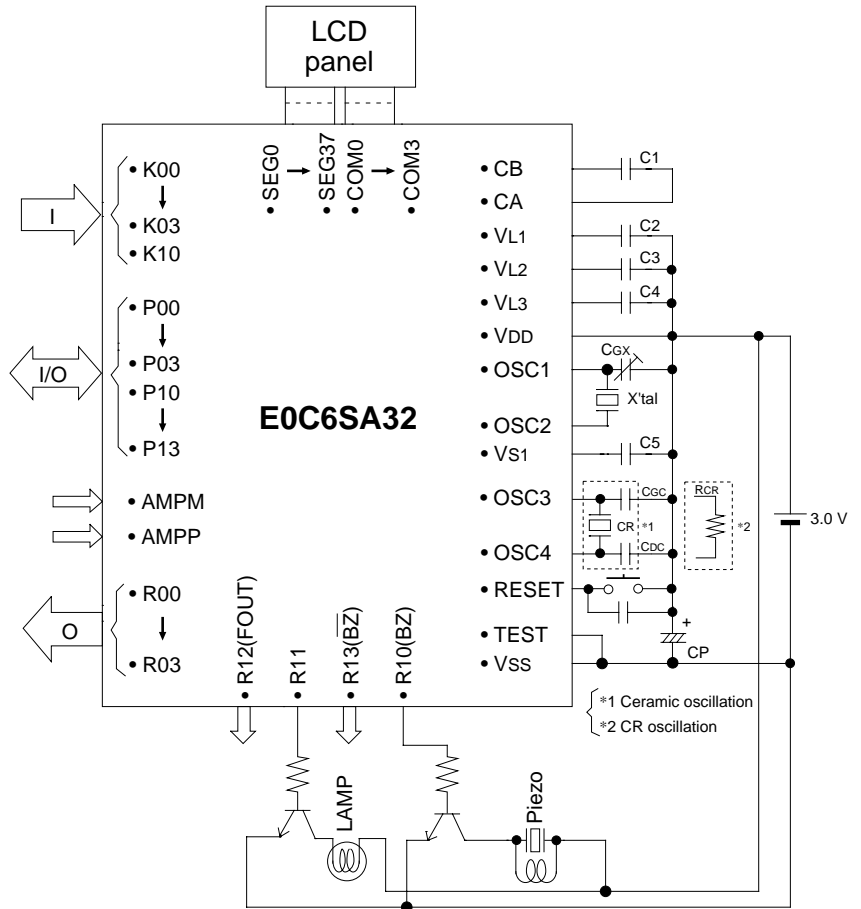 LCD
panel
SEG0
SEG37
COM0
COM3
K00
K03
K10
I
P00
P03
P10
P13
I/O
AMPM
AMPP
R00
R03
O
E0C6SA32
R12(FOUT)
R11
R13(BZ)
R10(BZ)
CB
CA
VL1
VL2
VL3
VDD
OSC1
OSC2
VS1
OSC3
OSC4
RESET
TEST
VSS
C1
C2
C3
C4
CGX
X'tal
C5
CGC
CR *1
CDC
RCR
*2
3.0 V
+
CP
*1 Ceramic oscillation
*2 CR oscillation
LAMP
Piezo